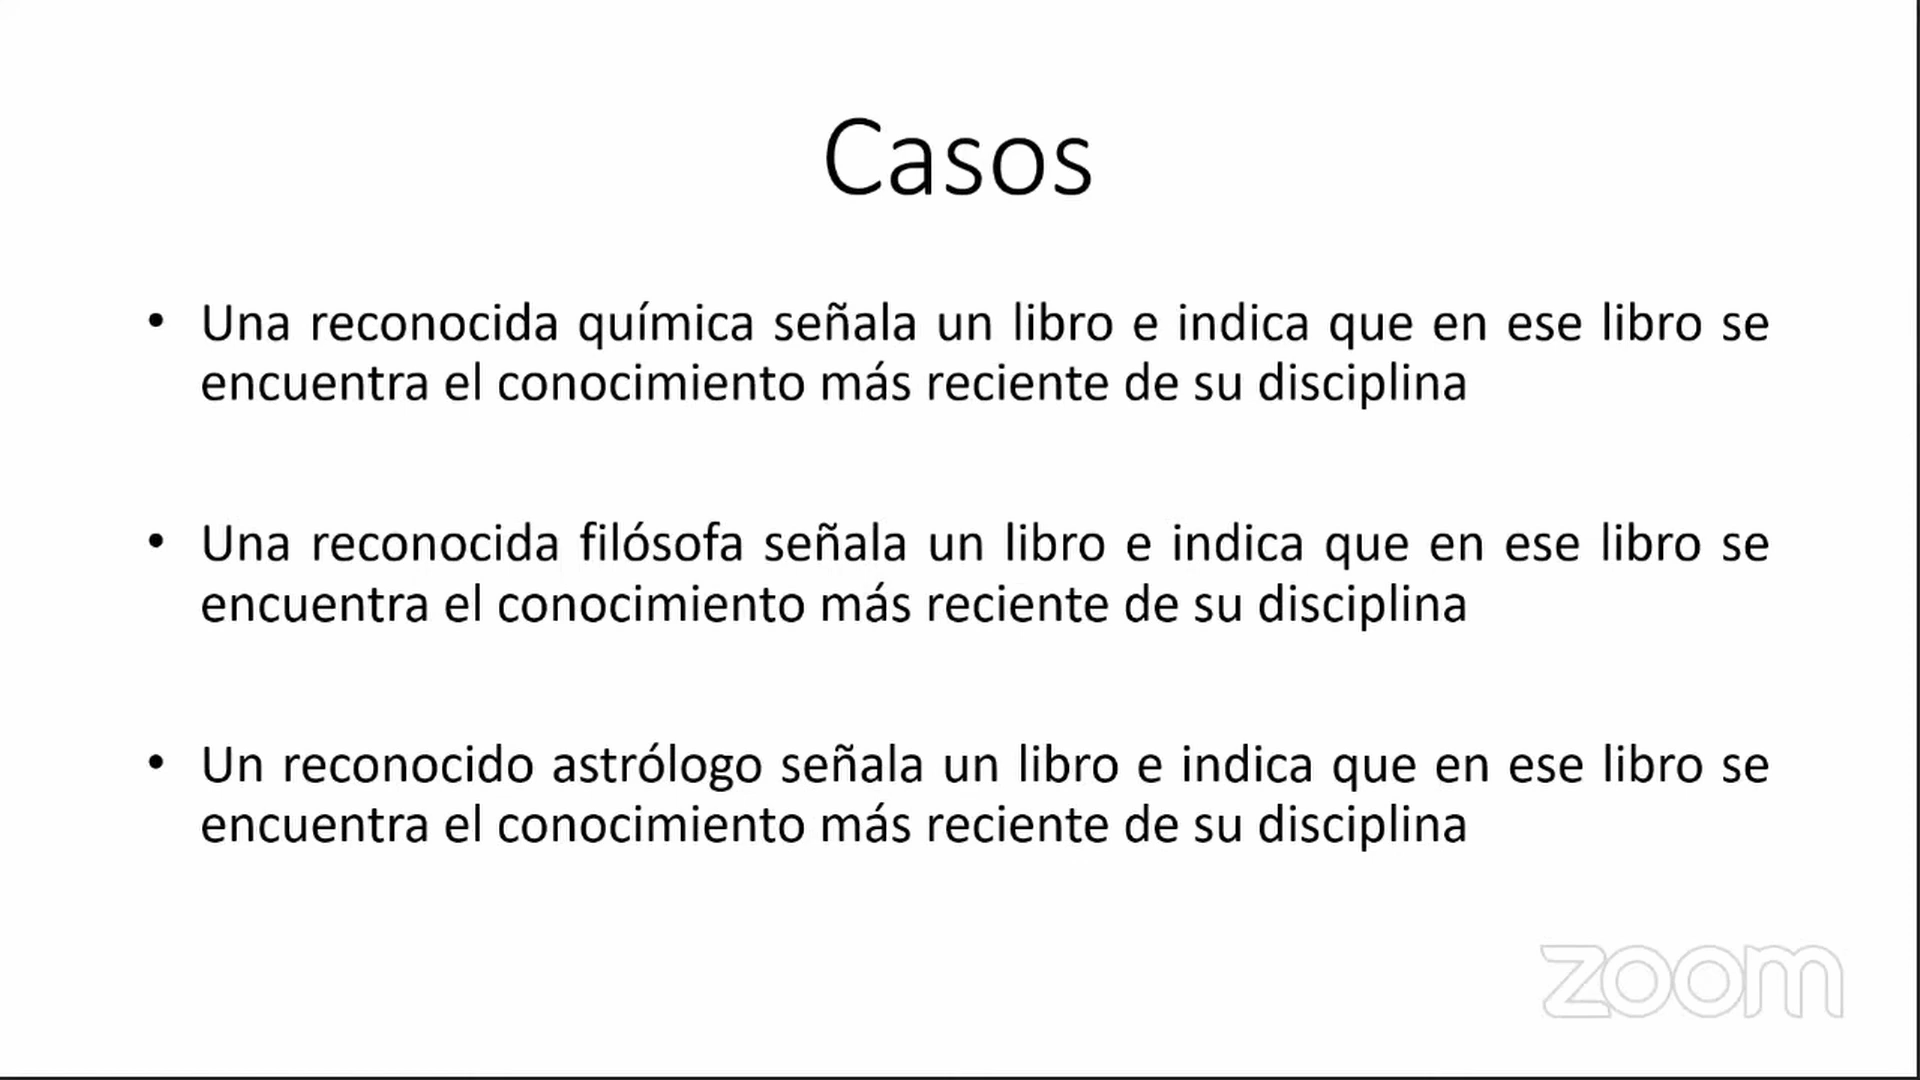 Casos
• Una reconocida química señala un libro e indica que en ese libro se
encuentra el conocimiento más reciente de su disciplina
• Una reconocida filósofa señala un libro e indica que en ese libro se
encuentra el conocimiento más reciente de su disciplina
• Un reconocido astrólogo señala un libro e indica que en ese libro se
encuentra el conocimiento más reciente de su disciplina
zoom